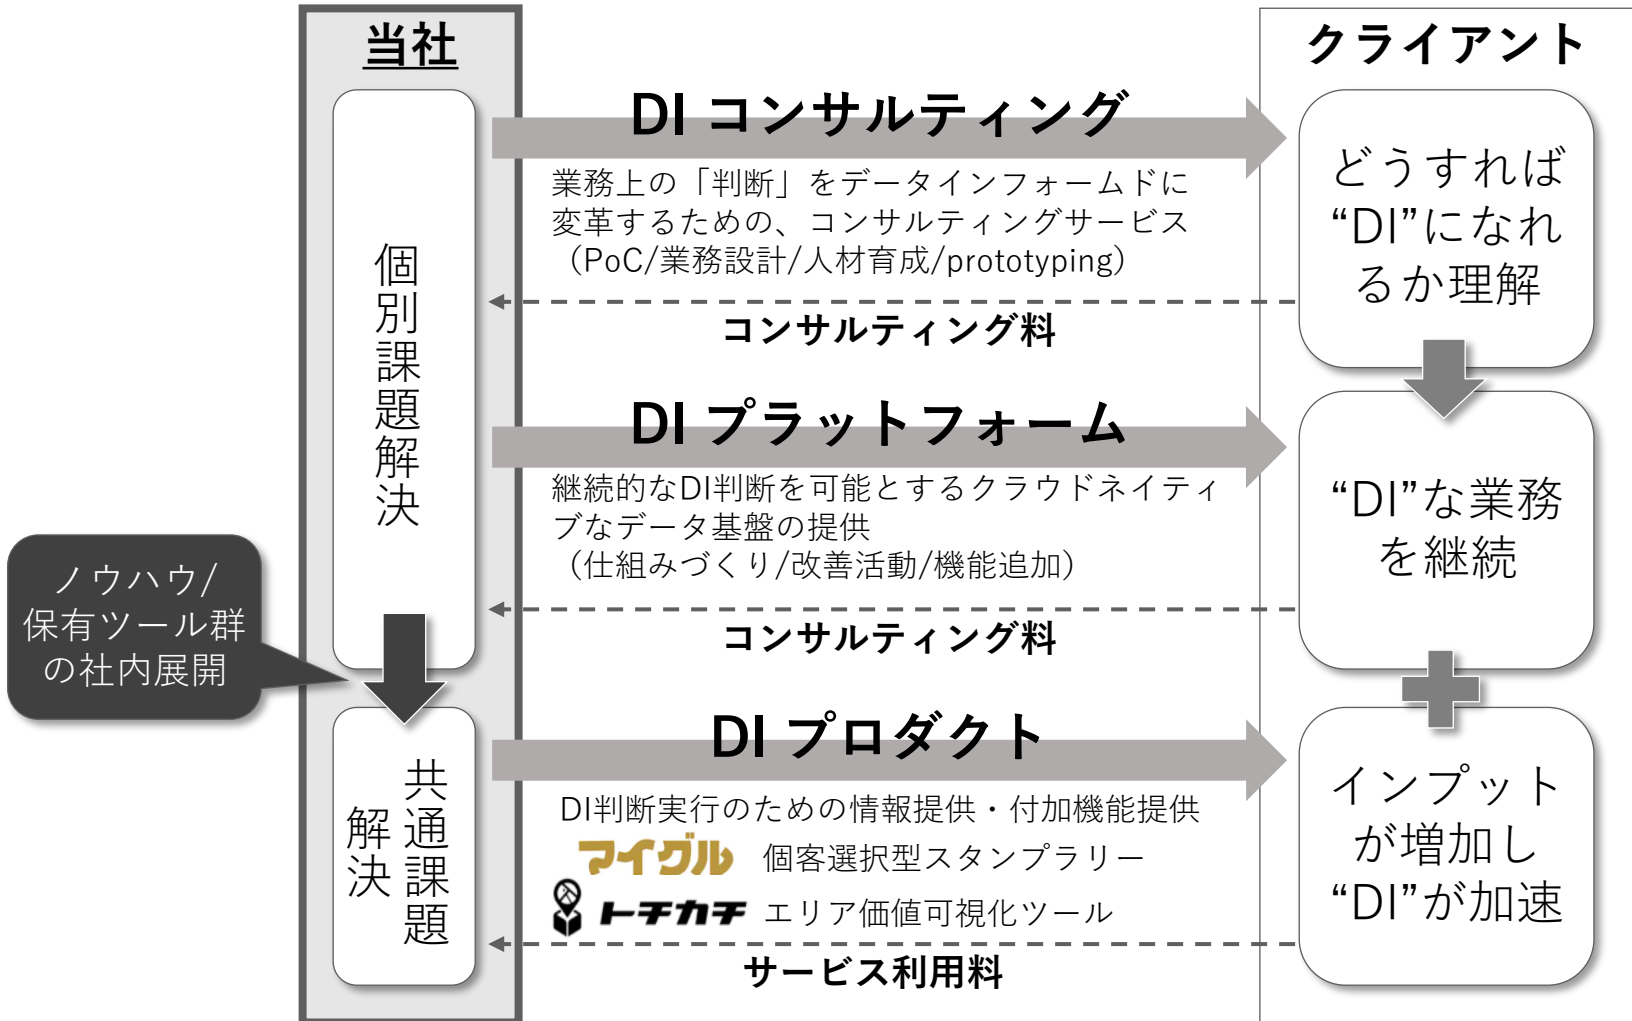 当社
クライアント
個別課題解決
DI コンサルティング
業務上の「判断」をデータインフォームドに
変革するための、コンサルティングサービス
（PoC/業務設計/人材育成/prototyping）
コンサルティング料
どうすれば
“DI”になれ
るか理解
DI プラットフォーム
継続的なDI判断を可能とするクラウドネイティ
ブなデータ基盤の提供
（仕組みづくり/改善活動/機能追加）
コンサルティング料
“DI”な業務
を継続
ノウハウ/
保有ツール群
の社内展開
共通課題
解決
DI プロダクト
DI判断実行のための情報提供・付加機能提供
マイグル 個客選択型スタンプラリー
トチカチ エリア価値可視化ツール
サービス利用料
インプット
が増加し
“DI”が加速